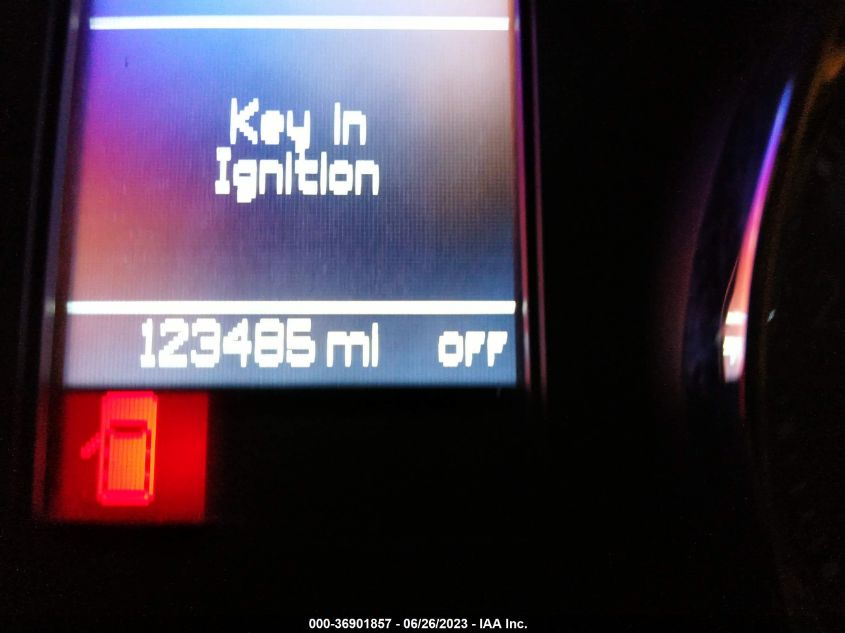 Key in
Ignition
123485 mi OFF
000-36901857 - 06/26/2023 - IAA Inc.